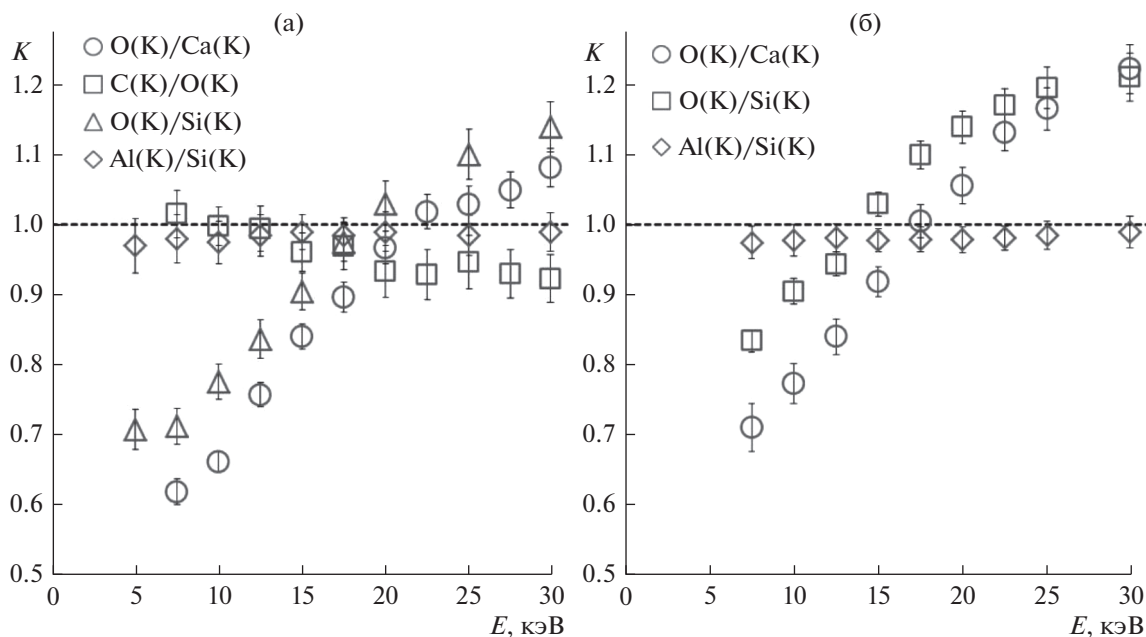 (а)
K
O(K)/Ca(K)
C(K)/O(K)
O(K)/Si(K)
Al(K)/Si(K)
1.2
1.1
1.0
0.9
0.8
0.7
0.6
0.5
0 5 10 15 20 25 30
E, кэВ
(б)
K
O(K)/Ca(K)
O(K)/Si(K)
Al(K)/Si(K)
1.2
1.1
1.0
0.9
0.8
0.7
0.6
0.5
0 5 10 15 20 25 30
E, кэВ